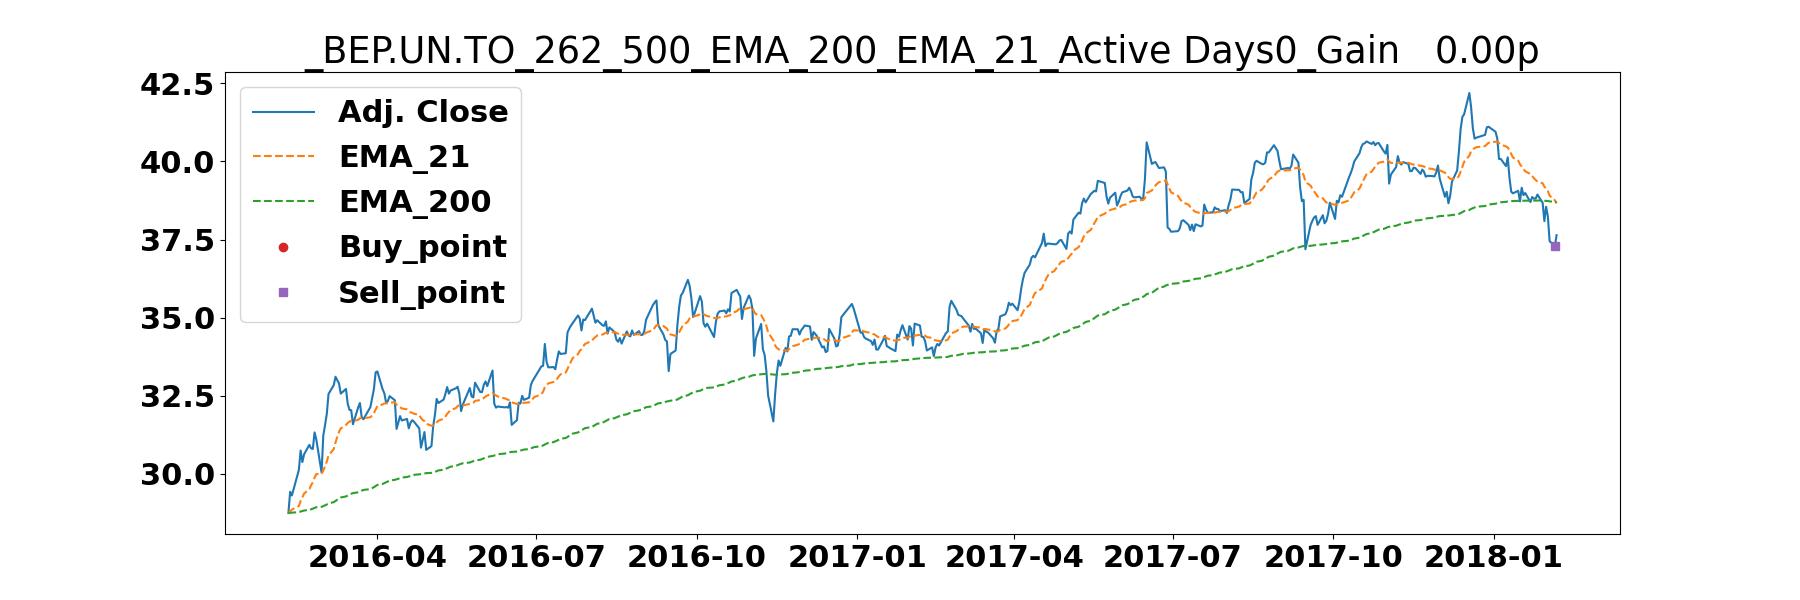 _BEP.UN.TO_262_500_EMA_200_EMA_21_Active Days0_Gain   0.00p
42.5
40.0
37.5
35.0
32.5
30.0
Adj. Close
EMA_21
EMA_200
Buy_point
Sell_point
2016-04 2016-07 2016-10 2017-01 2017-04 2017-07 2017-10 2018-01